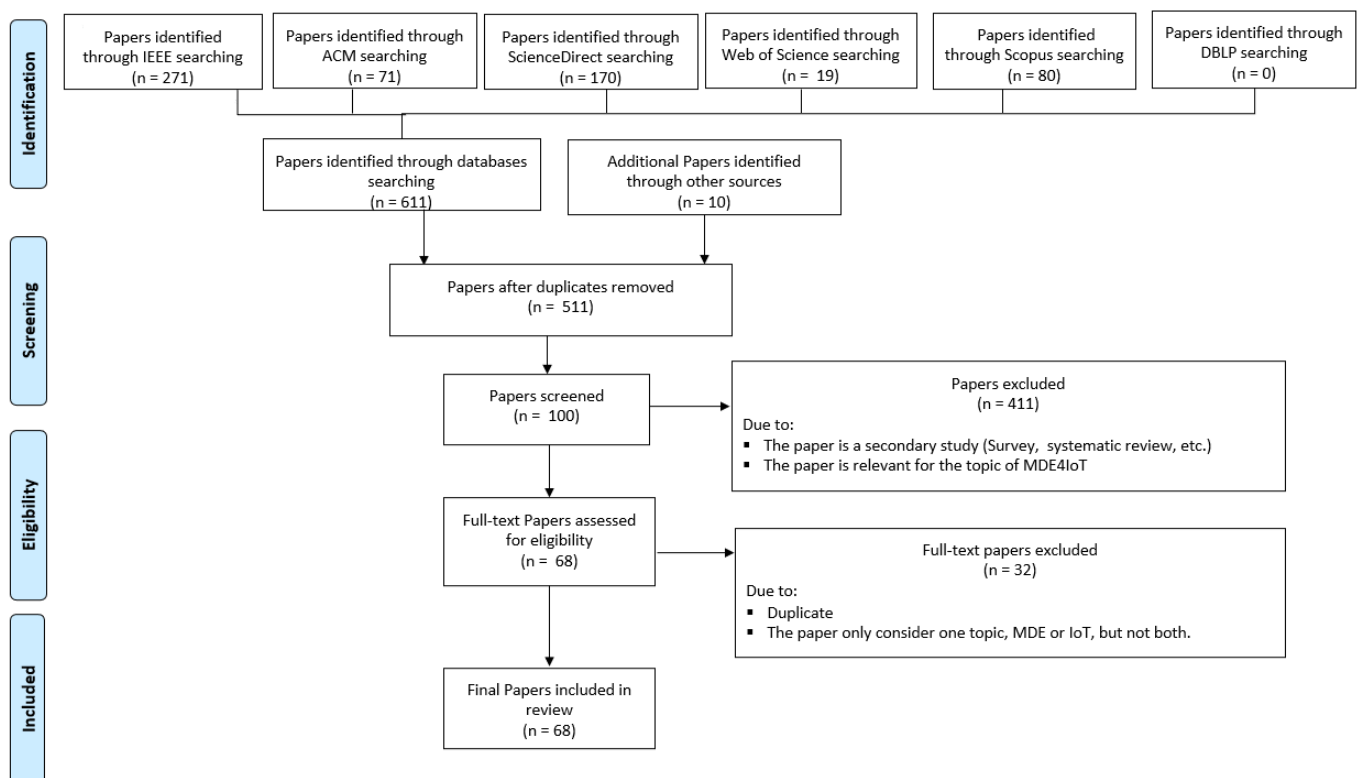 Identification
Papers identified
through IEEE searching
(n = 271)
Papers identified through
ACM searching
(n = 71)
Papers identified through
ScienceDirect searching
(n = 170)
Papers identified through
Web of Science searching
(n = 19)
Papers identified
through Scopus searching
(n = 80)
Papers identified through
DBLP searching
(n = 0)
Papers identified through databases
searching
(n = 611)
Additional Papers identified
through other sources
(n = 10)
Screening
Papers after duplicates removed
(n = 511)
Papers screened
(n = 100)
Papers excluded
(n = 411)
Due to:
▪ The paper is a secondary study (Survey, systematic review, etc.)
▪ The paper is relevant for the topic of MDE4IoT
Eligibility
Full-text Papers assessed
for eligibility
(n = 68)
Full-text papers excluded
(n = 32)
Due to:
▪ Duplicate
▪ The paper only consider one topic, MDE or IoT, but not both.
Included
Final Papers included in
review
(n = 68)